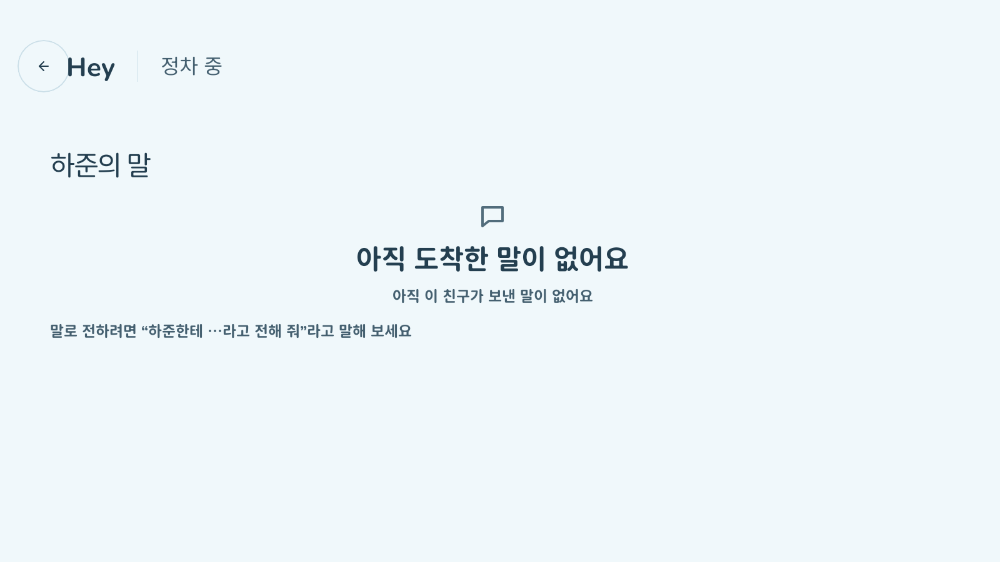 Hey
정차 중
하준의 말
아직 도착한 말이 없어요
아직 이 친구가 보낸 말이 없어요
말로 전하려면 “하준한테 …라고 전해 줘”라고 말해 보세요